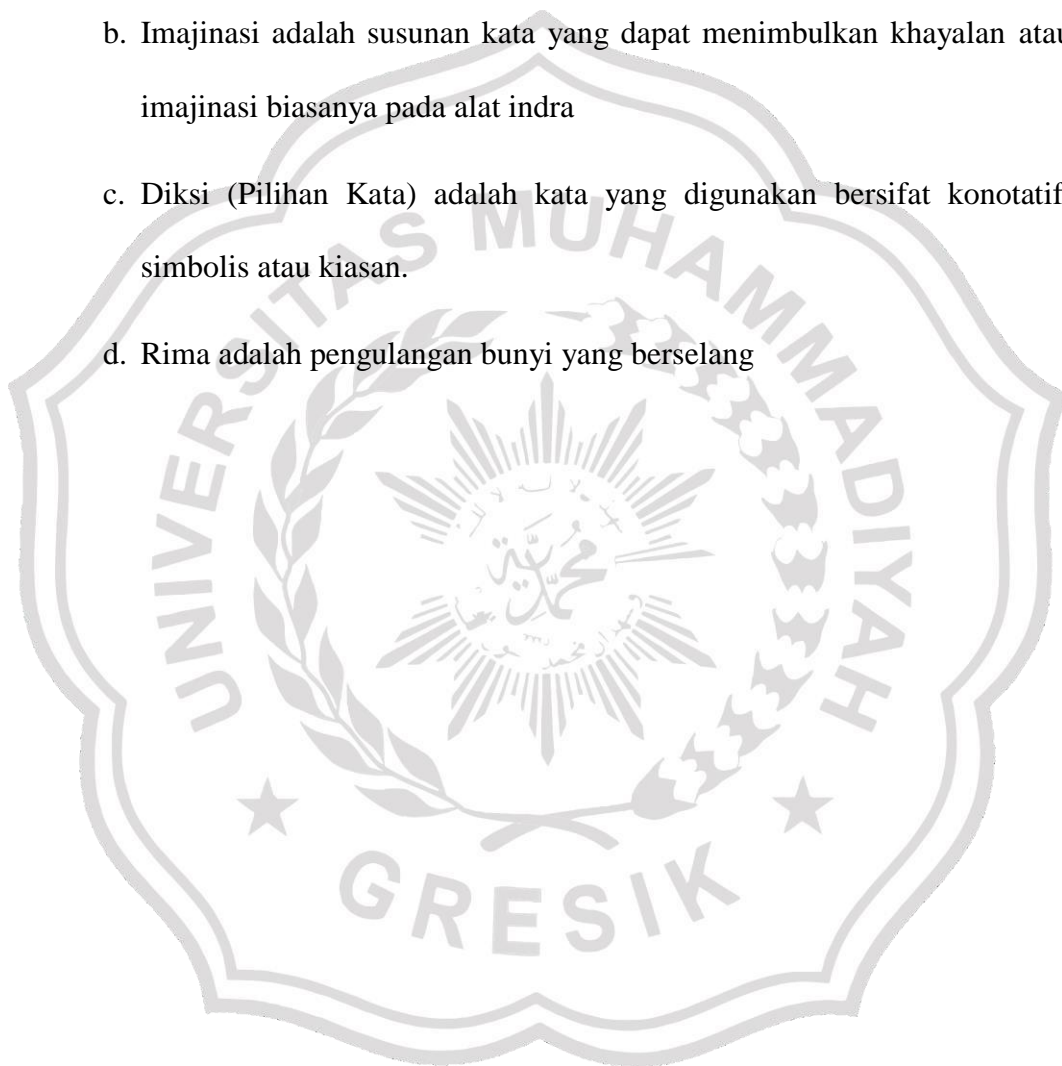 b. Imajinasi adalah susunan kata yang dapat menimbulkan khayalan atau
imajinasi biasanya pada alat indra
c. Diksi (Pilihan Kata) adalah kata yang digunakan bersifat konotatif
simbolis atau kiasan.
d. Rima adalah pengulangan bunyi yang berselang
UNIVERSITAS MUHAMMADIYAH
GRESIK